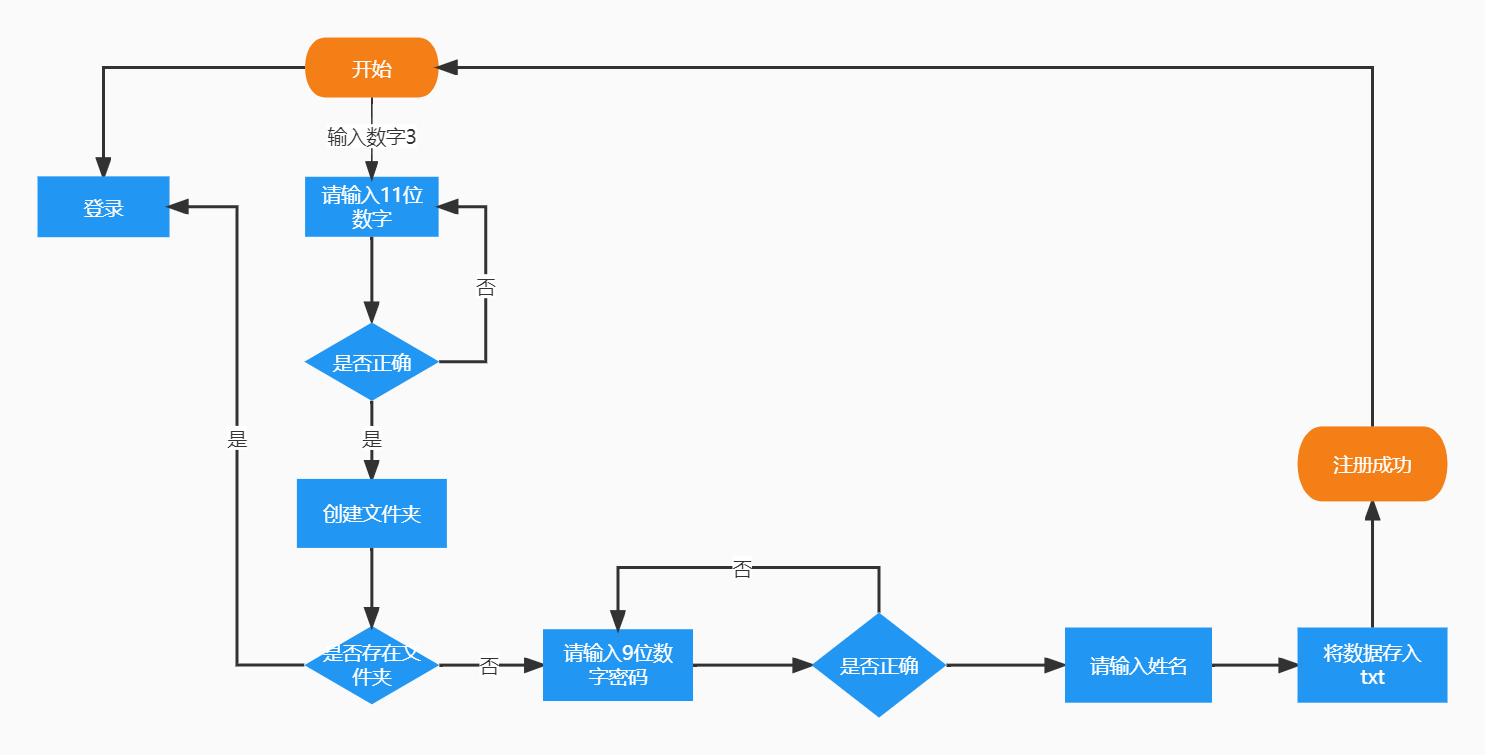 开始
输入数字3
请输入11位
数字
登录
否
是否正确
是
是
创建文件夹
注册成功
否
是否存在文
件夹
否
请输入9位数
字密码
是否正确
请输入姓名
将数据存入
txt